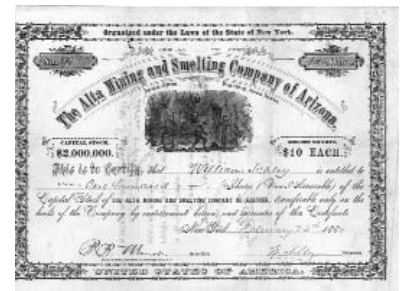 Organized under the Laws of the State of New York.
The Alta Mining and Smelting Company of Arizona.
CAPITAL STOCK,
$2,000,000.
$10 EACH.
This is to Certify, that William is entitled to
One Hundred Shares of the
Capital Stock of THE ALTA MINING AND SMELTING COMPANY OF ARIZONA, transferable only on the
books of the Company by endorsement hereon, and surrender of this Certificate.
New York February 188
UNITED STATES OF AMERICA.